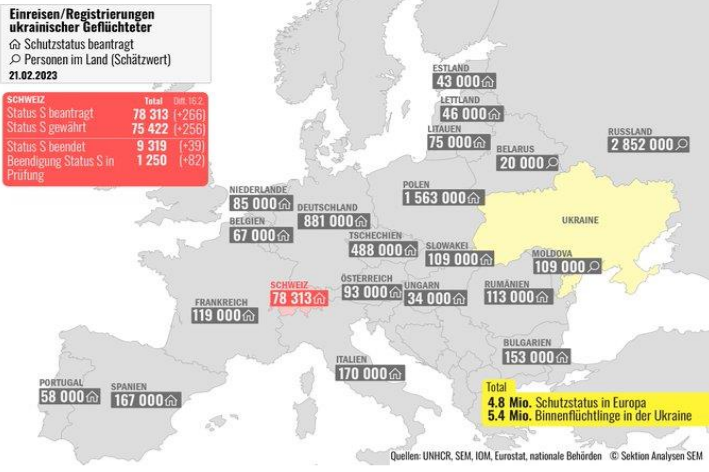 Einreisen/Registrierungen
ukrainischer Geflüchteter
Schutzstatus beantragt
Personen im Land (Schätzwert)
21.02.2023
SCHWEIZ Total Diff. 16.2.
Status S beantragt 78 313 (+266)
Status S gewährt 75 422 (+256)
Status S beendet 9 319 (+39)
Beendigung Status S in 1 250 (+82)
Prüfung
ESTLAND
43 000
LETTLAND
46 000
LITAUEN
75 000
BELARUS
20 000
RUSSLAND
2 852 000
NIEDERLANDE
85 000
BELGIEN
67 000
DEUTSCHLAND
881 000
POLEN
1 563 000
TSCHECHIEN
488 000
SLOWAKEI
109 000
UKRAINE
MOLDOVA
109 000
SCHWEIZ
78 313
ÖSTERREICH
93 000
UNGARN
34 000
RUMÄNIEN
113 000
FRANKREICH
119 000
BULGARIEN
153 000
ITALIEN
170 000
PORTUGAL
58 000
SPANIEN
167 000
Total
4.8 Mio. Schutzstatus in Europa
5.4 Mio. Binnenflüchtlinge in der Ukraine
Quellen: UNHCR, SEM, IOM, Eurostat, nationale Behörden © Sektion Analysen SEM